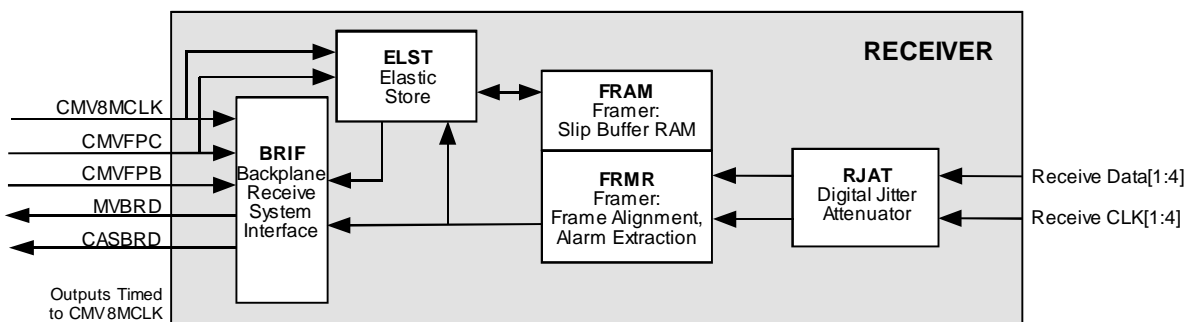 RECEIVER
ELST
Elastic
Store
FRAM
Framer:
Slip Buffer RAM
CMV8MCLK
CMVFPC
CMVFPB
MVBRD
CASBRD
BRIF
Backplane
Receive
System
Interface
FRMR
Framer:
Frame Alignment,
Alarm Extraction
RJAT
Digital Jitter
Attenuator
Receive Data[1:4]
Receive CLK[1:4]
Outputs Timed
to CMV8MCLK